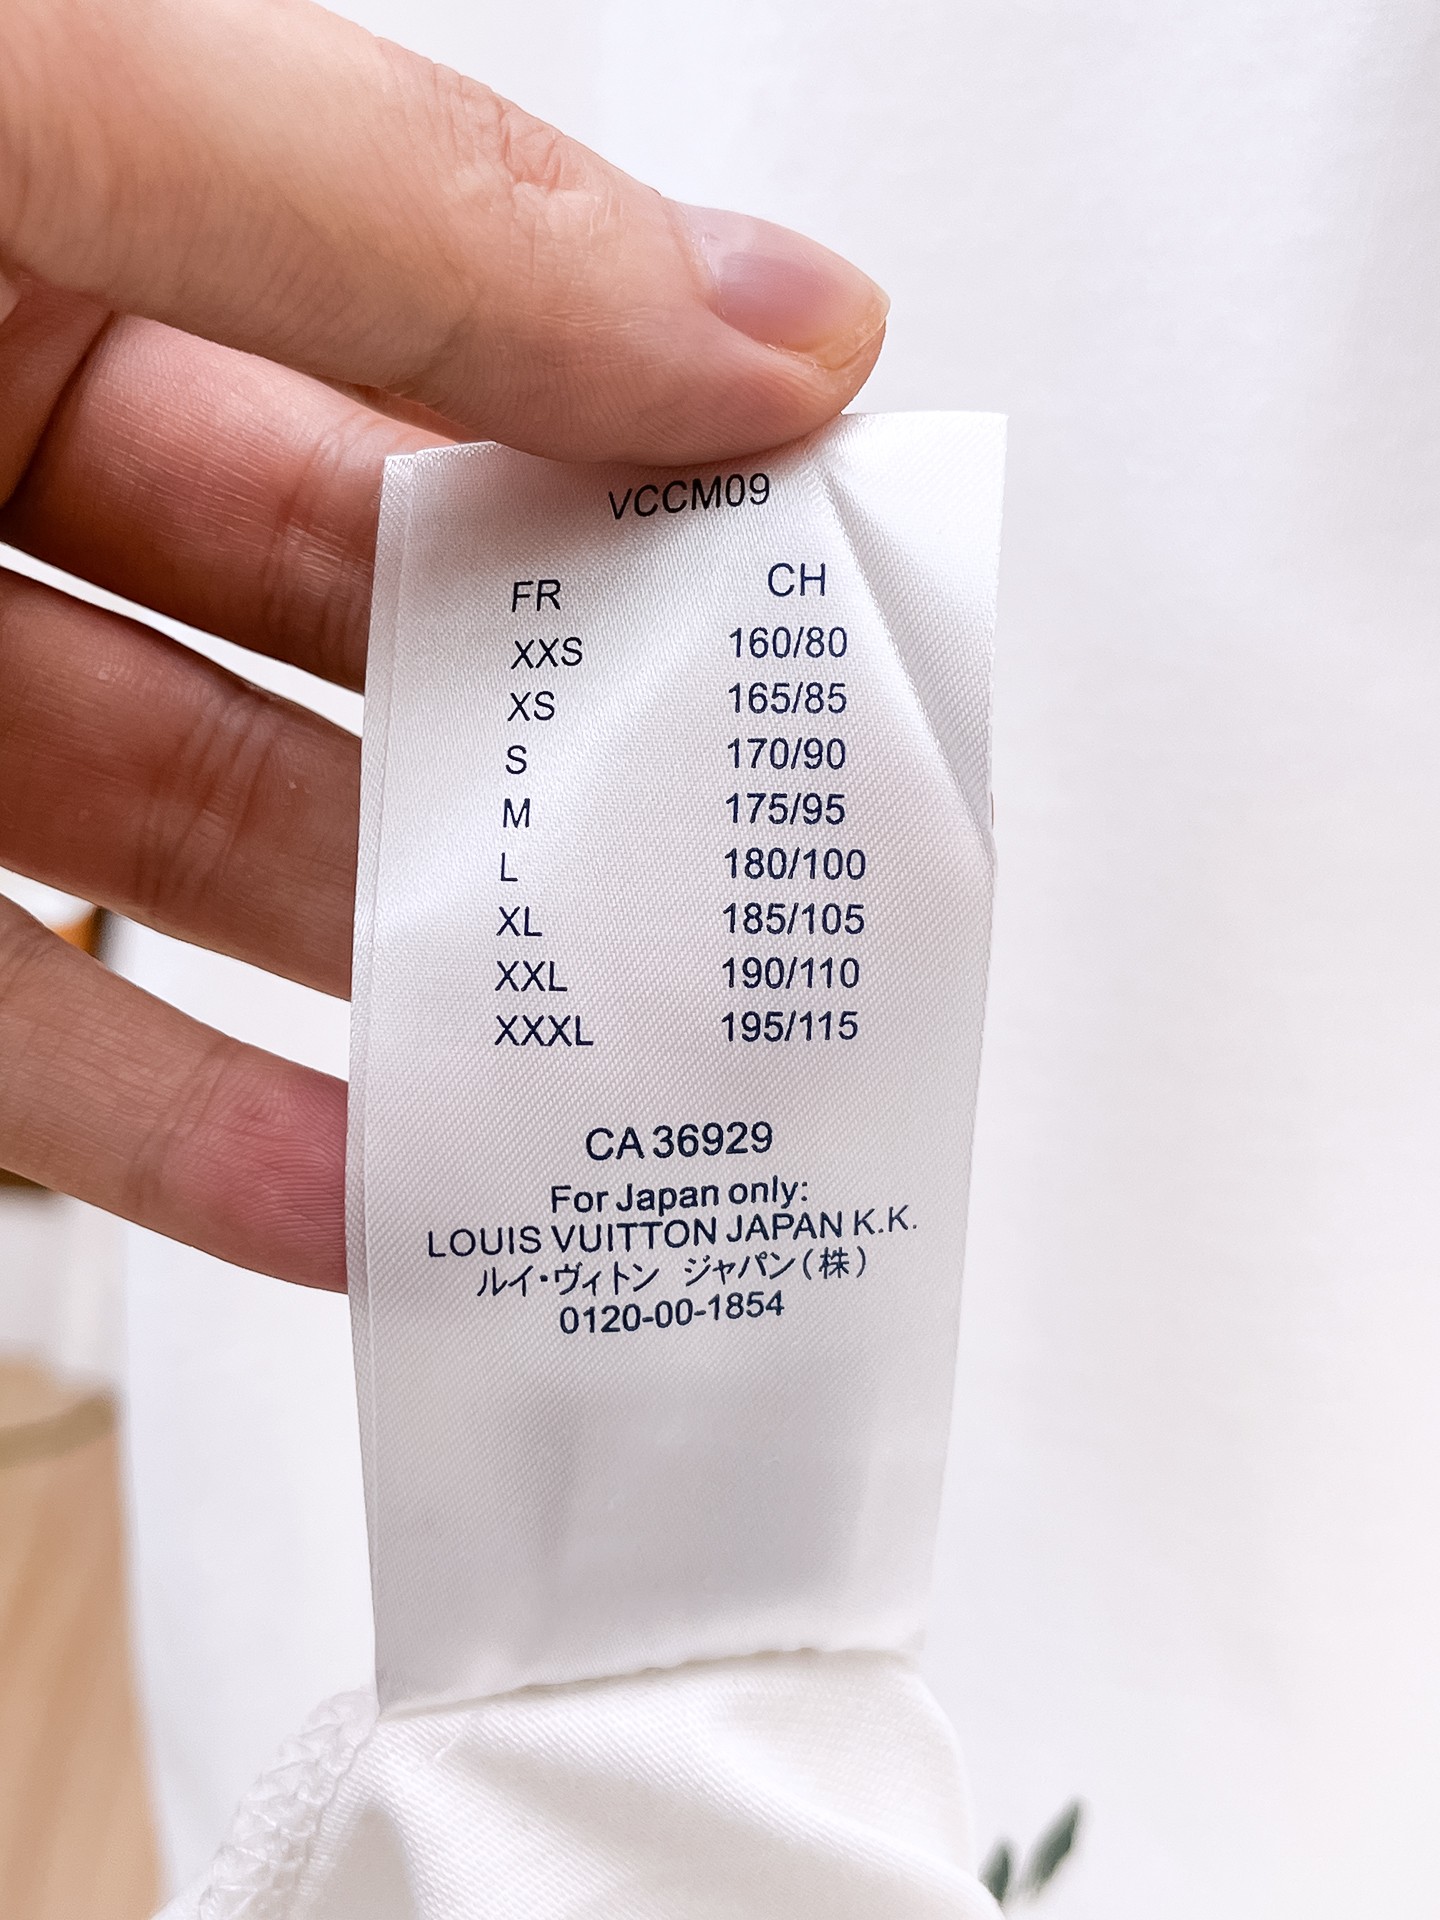 VCCM09
FR CH
XXS 160/80
XS 165/85
S 170/90
M 175/95
L 180/100
XL 185/105
XXL 190/110
XXXL 195/115
CA 36929
For Japan only:
LOUIS VUITTON JAPAN K.K.
ルイ・ヴィトン ジャパン(株)
0120-00-1854